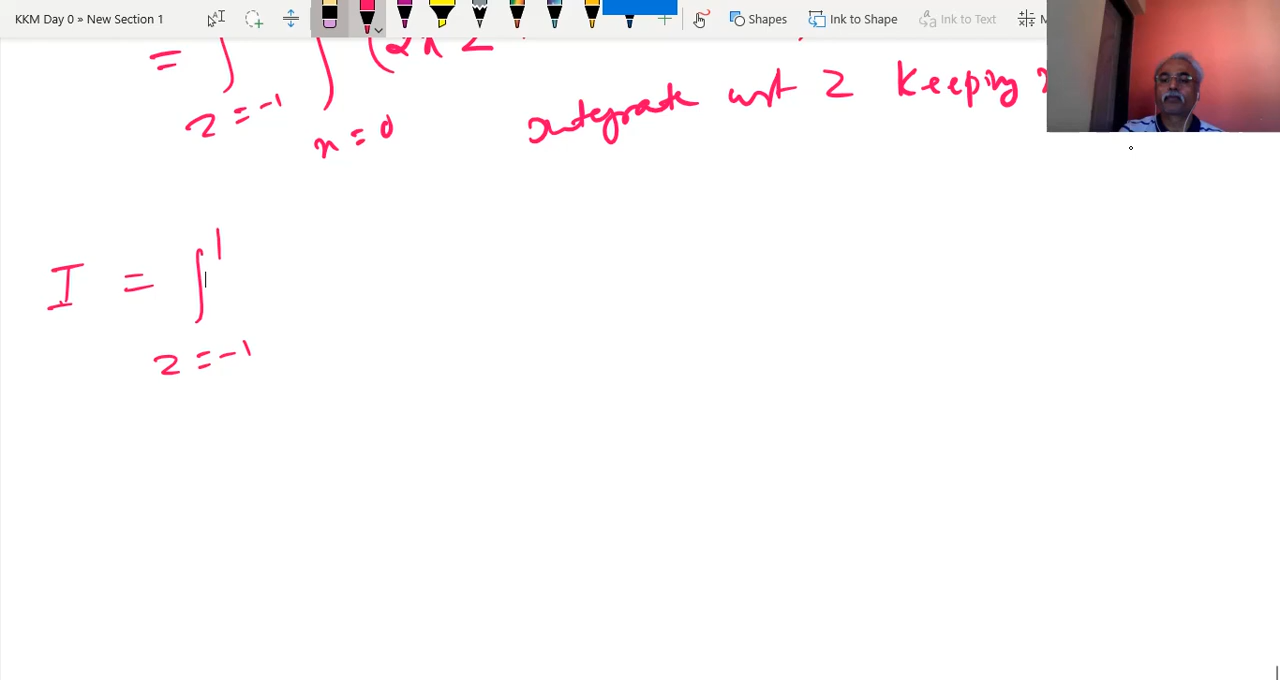 KKM Day 0 » New Section 1
Shapes Ink to Shape Ink to Text
= ∫ ∫ (2x z
z = -1 x = 0
integrate wrt z keeping
I = ∫ 1
z = -1